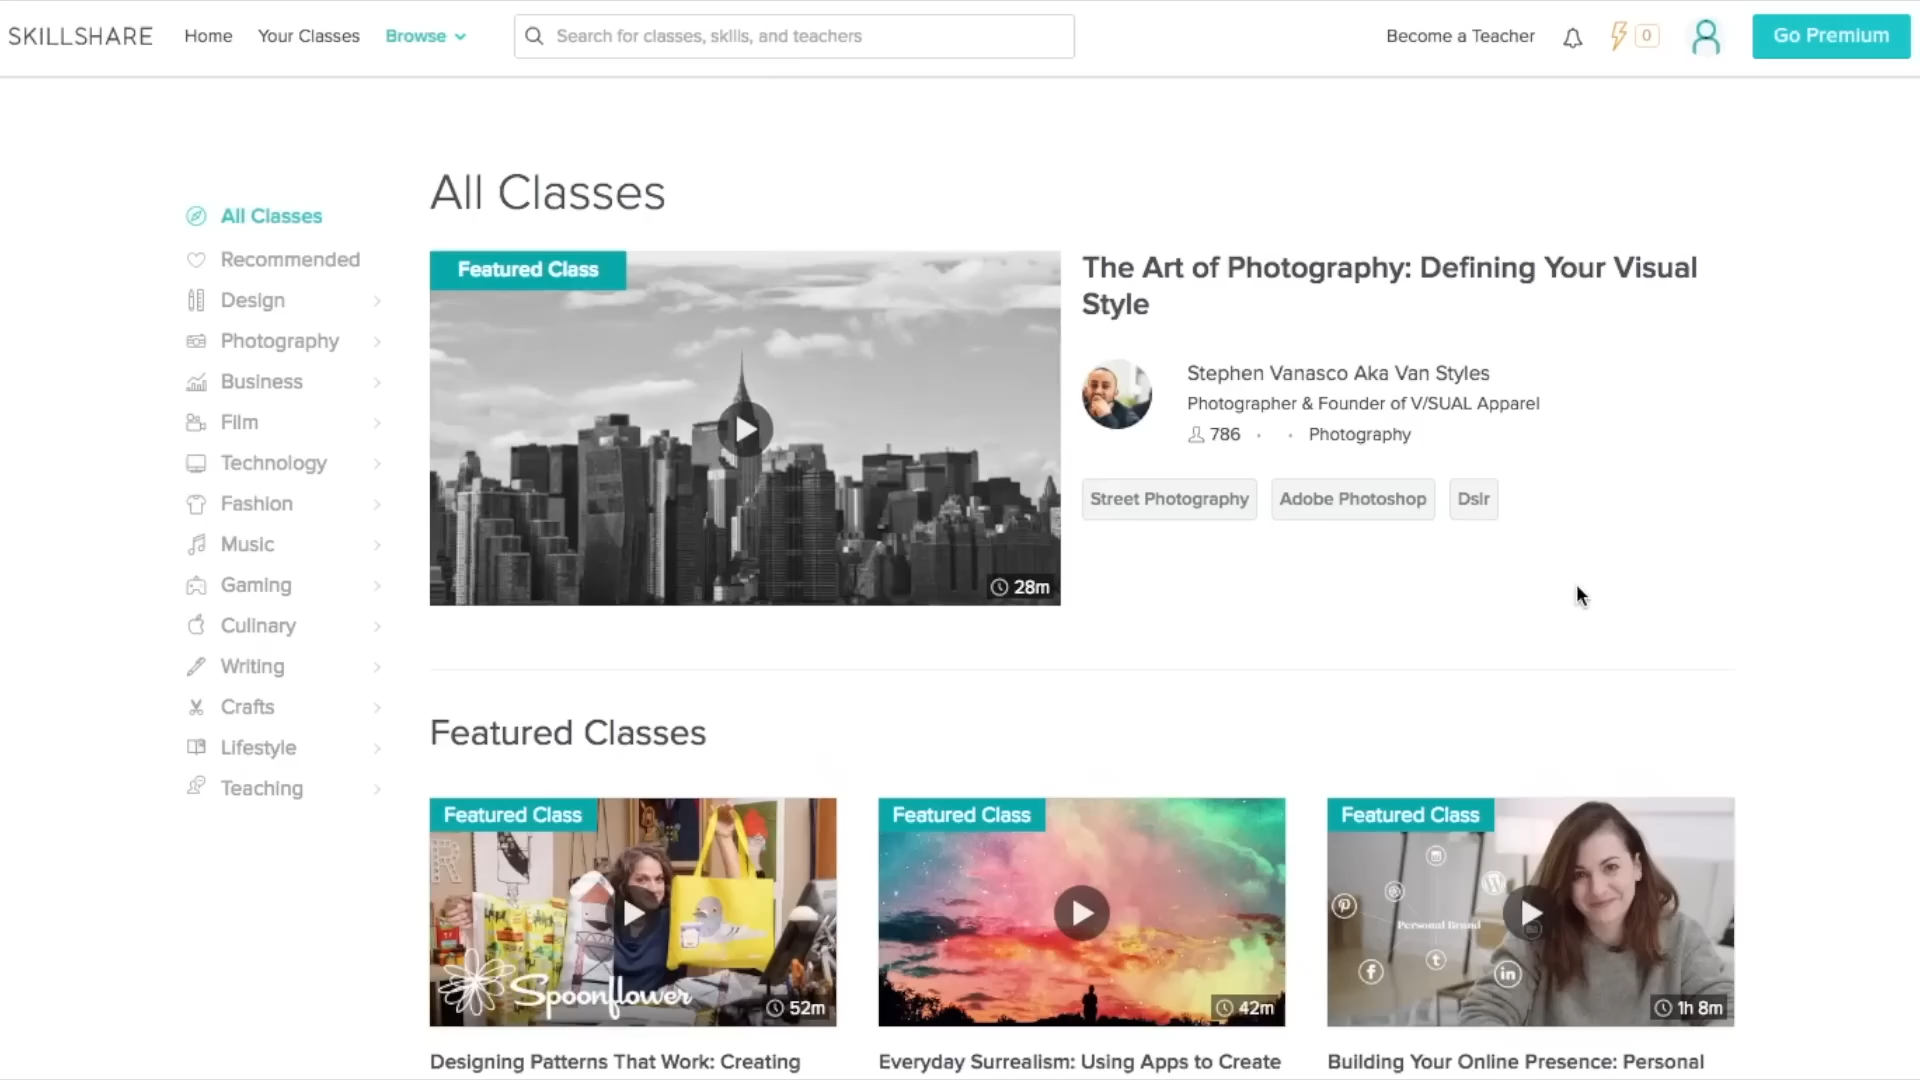 SKILLSHARE
Home
Your Classes
Browse
Search for classes, skills, and teachers
Become a Teacher
0
Go Premium
All Classes
Recommended
Design
Photography
Business
Film
Technology
Fashion
Music
Gaming
Culinary
Writing
Crafts
Lifestyle
Teaching
All Classes
Featured Class
28m
The Art of Photography: Defining Your Visual
Style
Stephen Vanasco Aka Van Styles
Photographer & Founder of V/SUAL Apparel
786 · · Photography
Street Photography
Adobe Photoshop
Dslr
Featured Classes
Featured Class
R
Spoonflower
52m
Designing Patterns That Work: Creating
Featured Class
42m
Everyday Surrealism: Using Apps to Create
Featured Class
Personal Brand
1h 8m
Building Your Online Presence: Personal